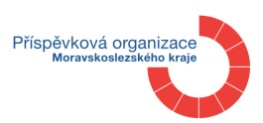 Příspěvková organizace
Moravskoslezského kraje